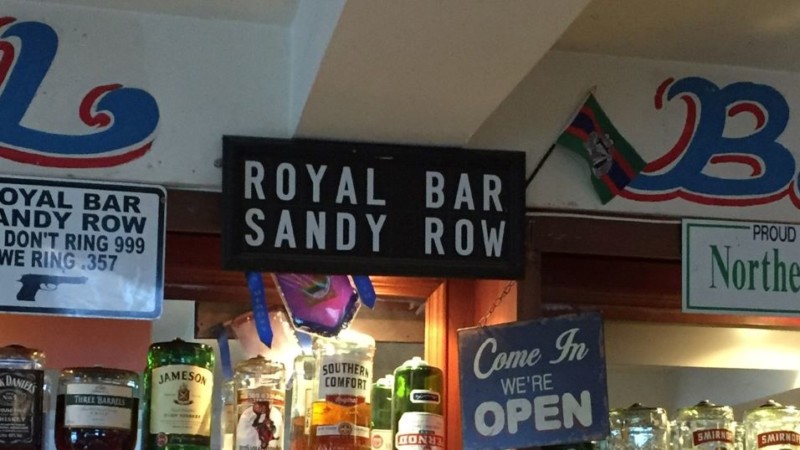 L
B
ROYAL BAR
SANDY ROW
ROYAL BAR
SANDY ROW
DON'T RING 999
WE RING .357
PROUD
Northe
Come In
WE'RE
OPEN
JACK DANIEL'S
THREE BARRELS
JAMESON
SOUTHERN
COMFORT
SMIRNOFF
SMIRNOFF